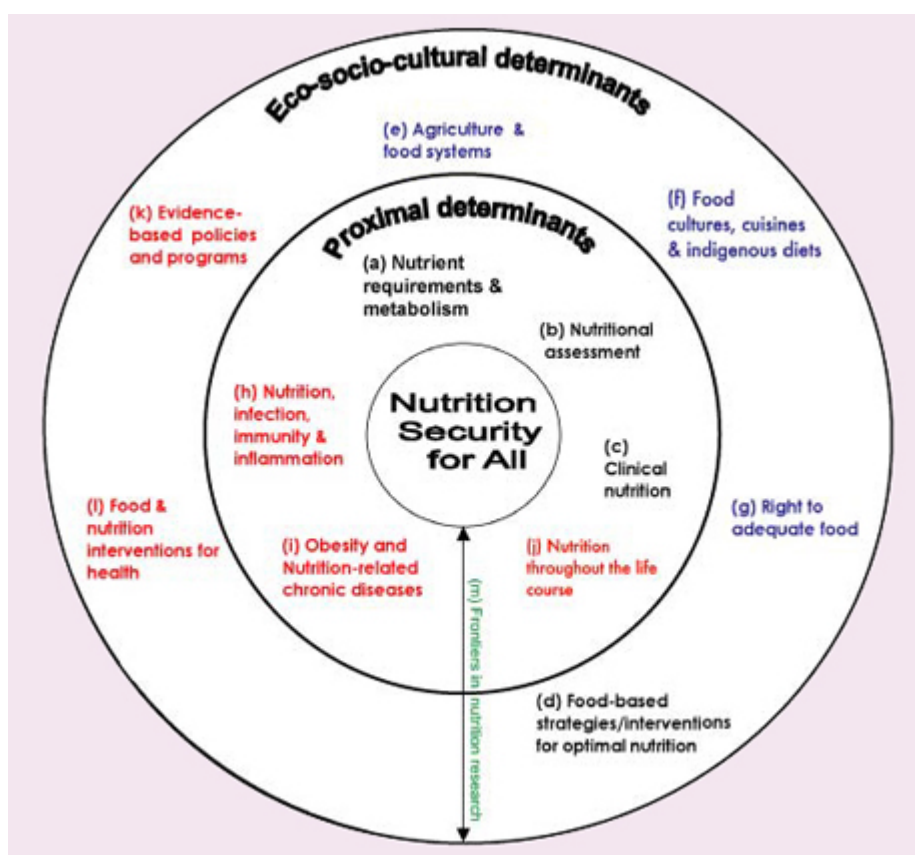 Eco-socio-cultural determinants
(e) Agriculture &
food systems
(k) Evidence-
based policies
and programs
(f) Food
cultures, cuisines
& indigenous diets
Proximal determinants
(a) Nutrient
requirements &
metabolism
(b) Nutritional
assessment
(h) Nutrition,
infection,
immunity &
inflammation
Nutrition
Security
for All
(c)
Clinical
nutrition
(l) Food &
nutrition
interventions for
health
(g) Right to
adequate food
(i) Obesity and
Nutrition-related
chronic diseases
(j) Nutrition
throughout the life
course
(m) Frontiers in nutrition research
(d) Food-based
strategies/interventions
for optimal nutrition